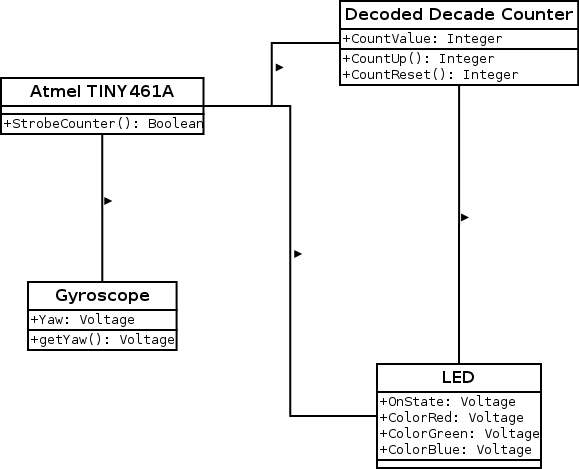 Decoded Decade Counter
+CountValue: Integer
+CountUp(): Integer
+CountReset(): Integer
Atmel TINY461A
+StrobeCounter(): Boolean
Gyroscope
+Yaw: Voltage
+getYaw(): Voltage
LED
+OnState: Voltage
+ColorRed: Voltage
+ColorGreen: Voltage
+ColorBlue: Voltage